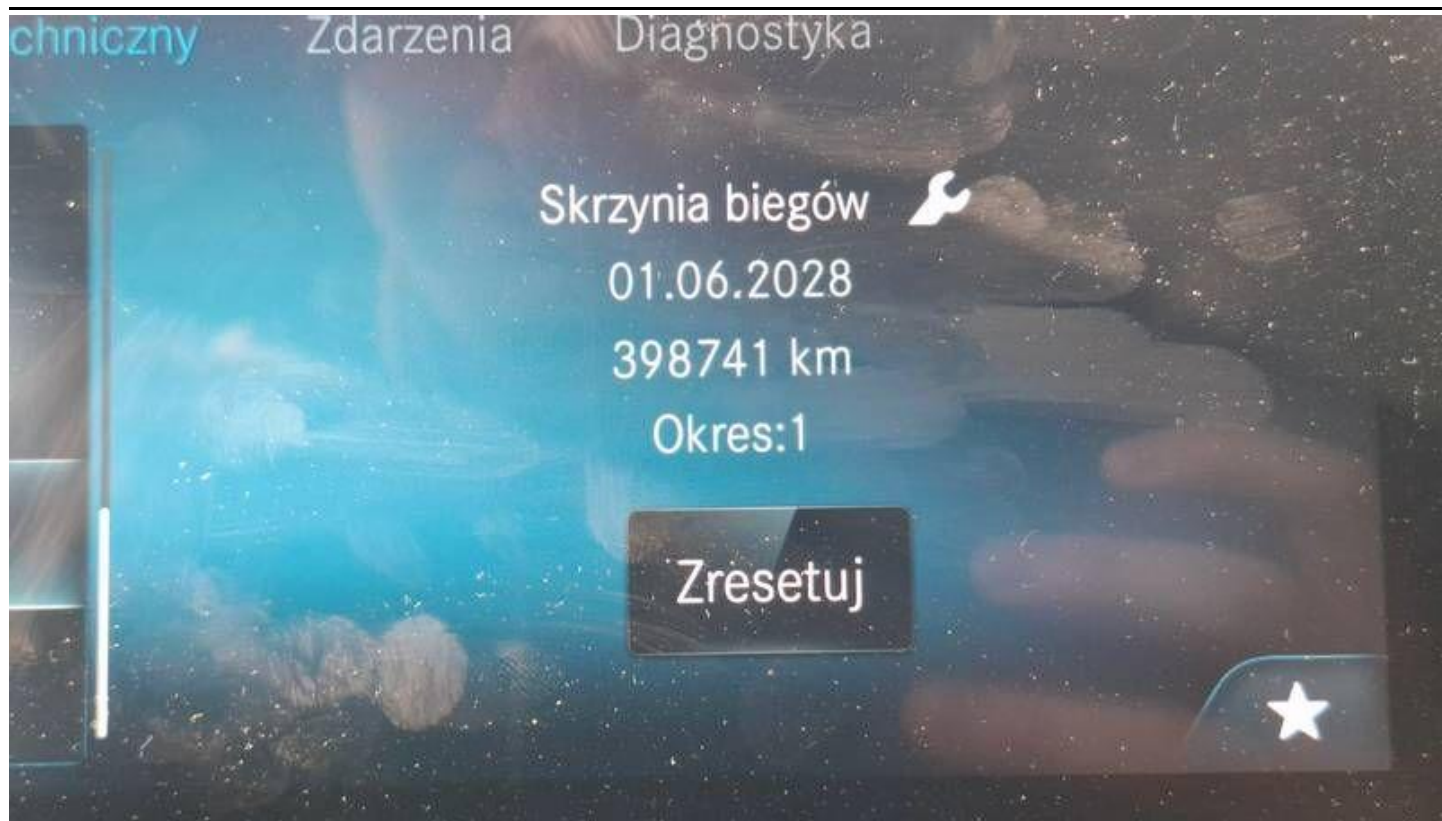 chniczny Zdarzenia Diagnostyka
Skrzynia biegów
01.06.2028
398741 km
Okres:1
Zresetuj